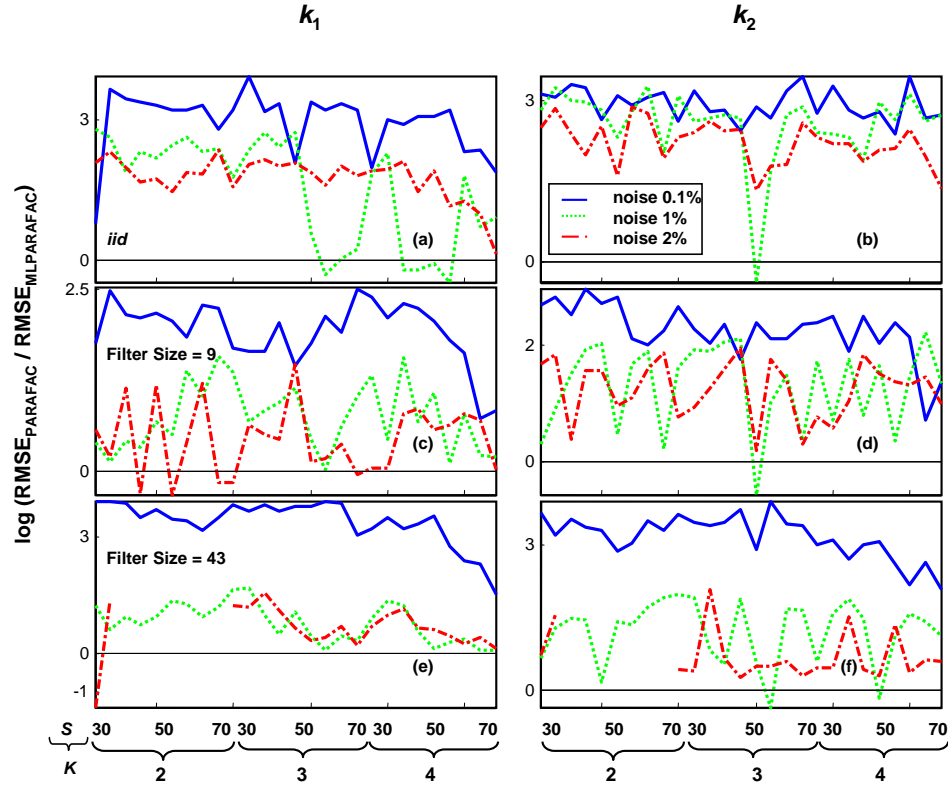 k1 k2
log (RMSEPARAFAC / RMSEMLPARAFAC)
3
0
iid
(a)
3
0
noise 0.1%
noise 1%
noise 2%
(b)
2.5
0
Filter Size = 9
(c)
2
0
(d)
3
0
-1
Filter Size = 43
(e)
3
0
(f)
S 30 50 70 30 50 70 30 50 70 30 50 70 30 50 70 30 50 70
K 2 3 4 2 3 4